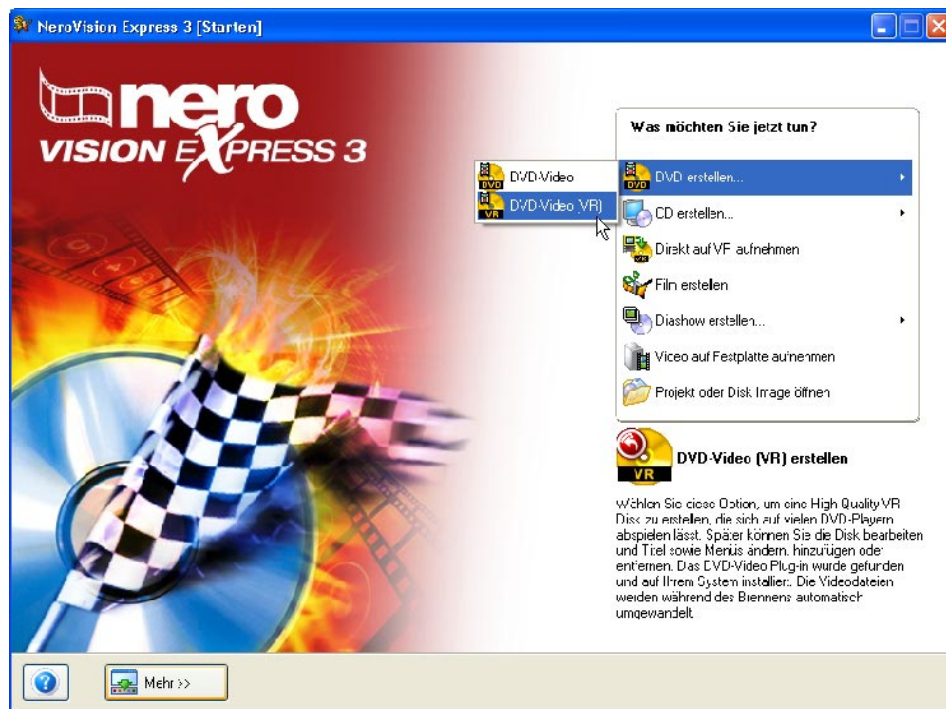 NeroVision Express 3 [Starten]
nero
VISION EXPRESS 3
Was möchten Sie jetzt tun?
DVD erstellen...
DVD-Video
DVD-Video (VR)
CD erstellen...
Direkt auf VR aufnehmen
Film erstellen
Diashow erstellen...
Video auf Festplatte aufnehmen
Projekt oder Disk Image öffnen
DVD-Video (VR) erstellen
Wählen Sie diese Option, um eine High Quality VR
Disk zu erstellen, die sich auf vielen DVD-Playern
abspielen lässt. Später können Sie die Disk bearbeiten
und Titel sowie Menüs ändern, hinzufügen oder
entfernen. Das DVD-Video Plug-in wurde gefunden
und auf Ihrem System installiert. Die Videodateien
werden während des Brennens automatisch
umgewandelt.
Mehr >>